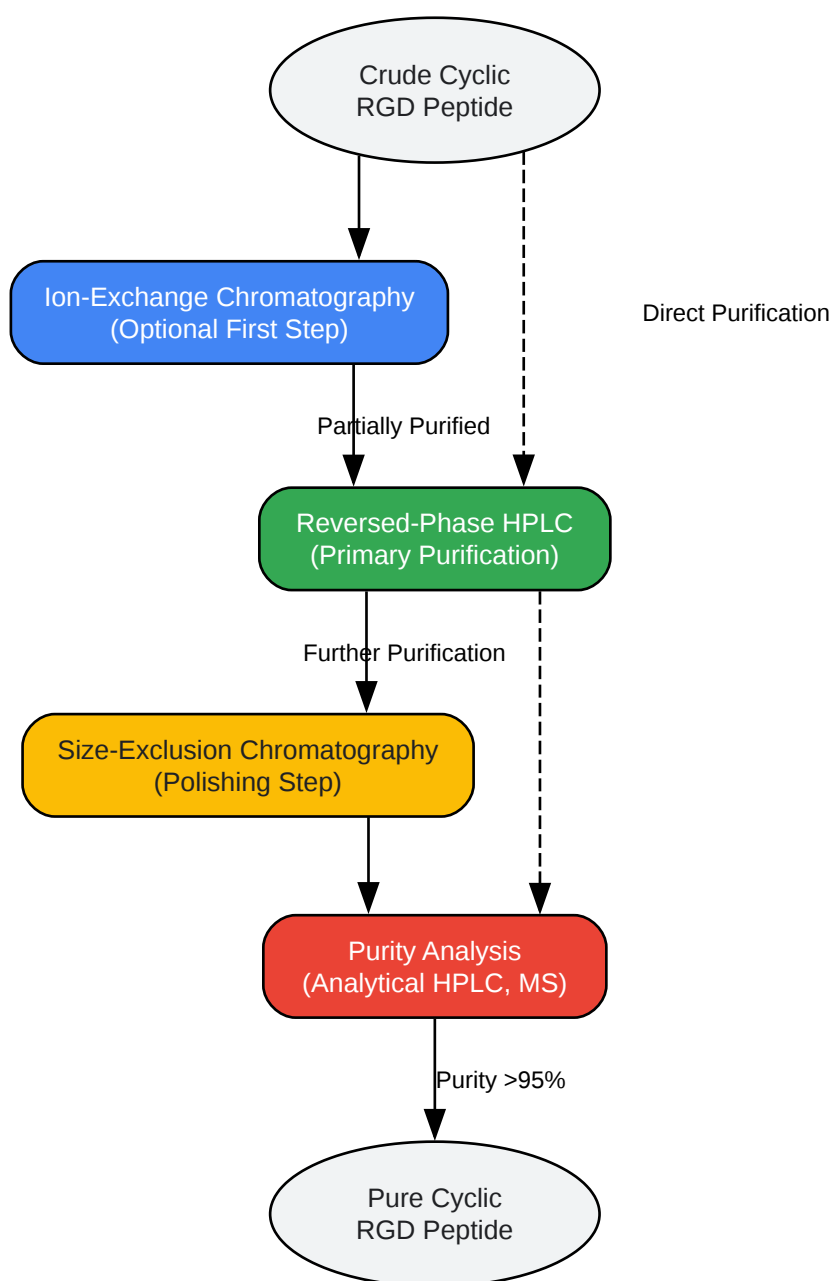 Crude Cyclic
RGD Peptide
Ion-Exchange Chromatography
(Optional First Step)
Direct Purification
Partially Purified
Reversed-Phase HPLC
(Primary Purification)
Further Purification
Size-Exclusion Chromatography
(Polishing Step)
Purity Analysis
(Analytical HPLC, MS)
Purity >95%
Pure Cyclic
RGD Peptide